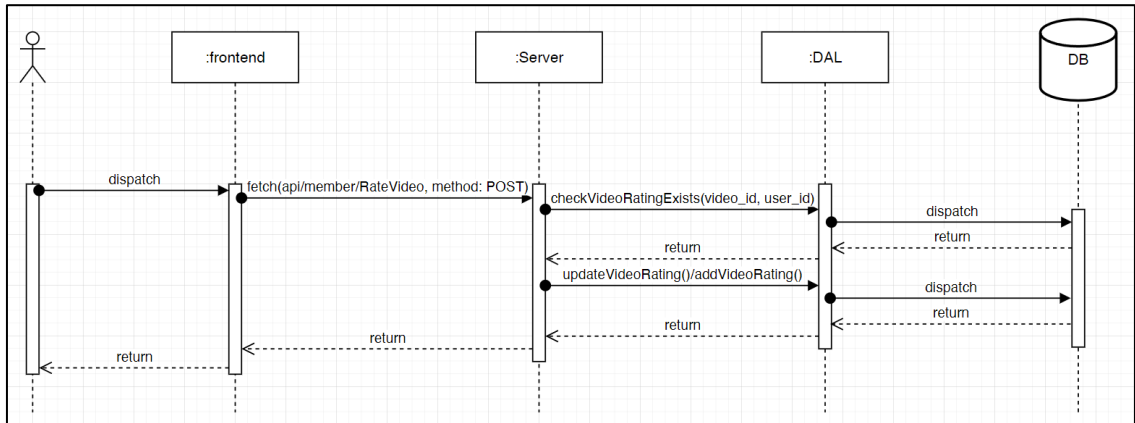 :frontend
:Server
:DAL
DB
dispatch
fetch(api/member/RateVideo, method: POST)
checkVideoRatingExists(video_id, user_id)
dispatch
return
return
updateVideoRating()/addVideoRating()
dispatch
return
return
return
return